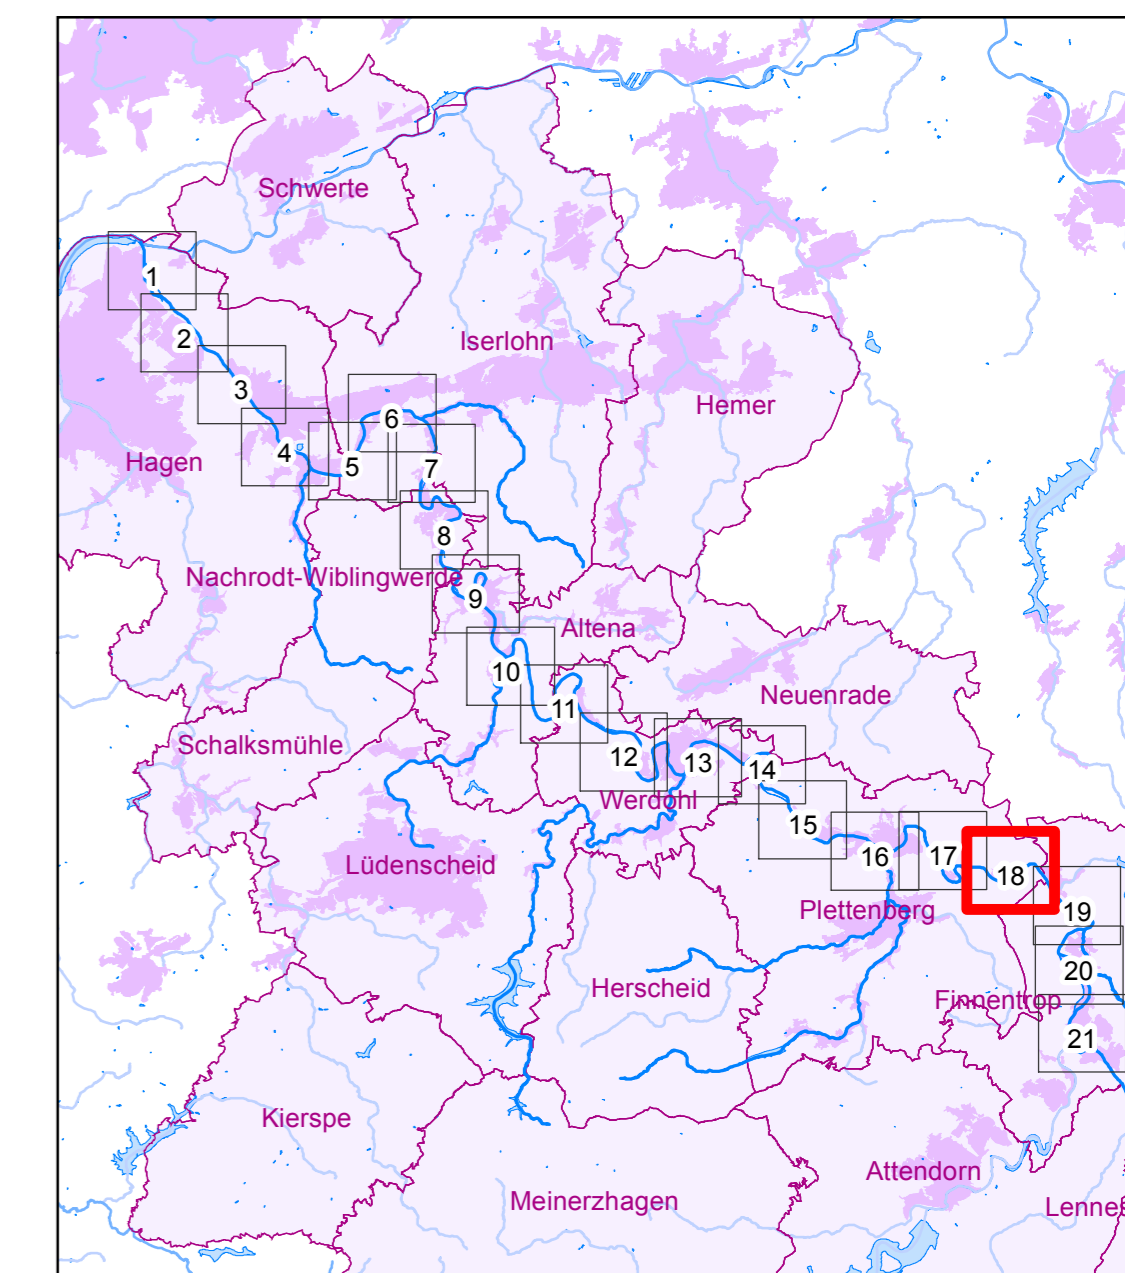 Schwerte
1
2
Iserlohn
3
Hemer
6
4
5
7
Hagen
8
Nachrodt-Wiblingwerde
9
Altena
10
Neuenrade
11
Schalksmühle
12
13
14
Werdohl
15
16
17
Lüdenscheid
18
Plettenberg
19
20
Herscheid
Finnentrop
21
Kierspe
Attendorn
Meinerzhagen